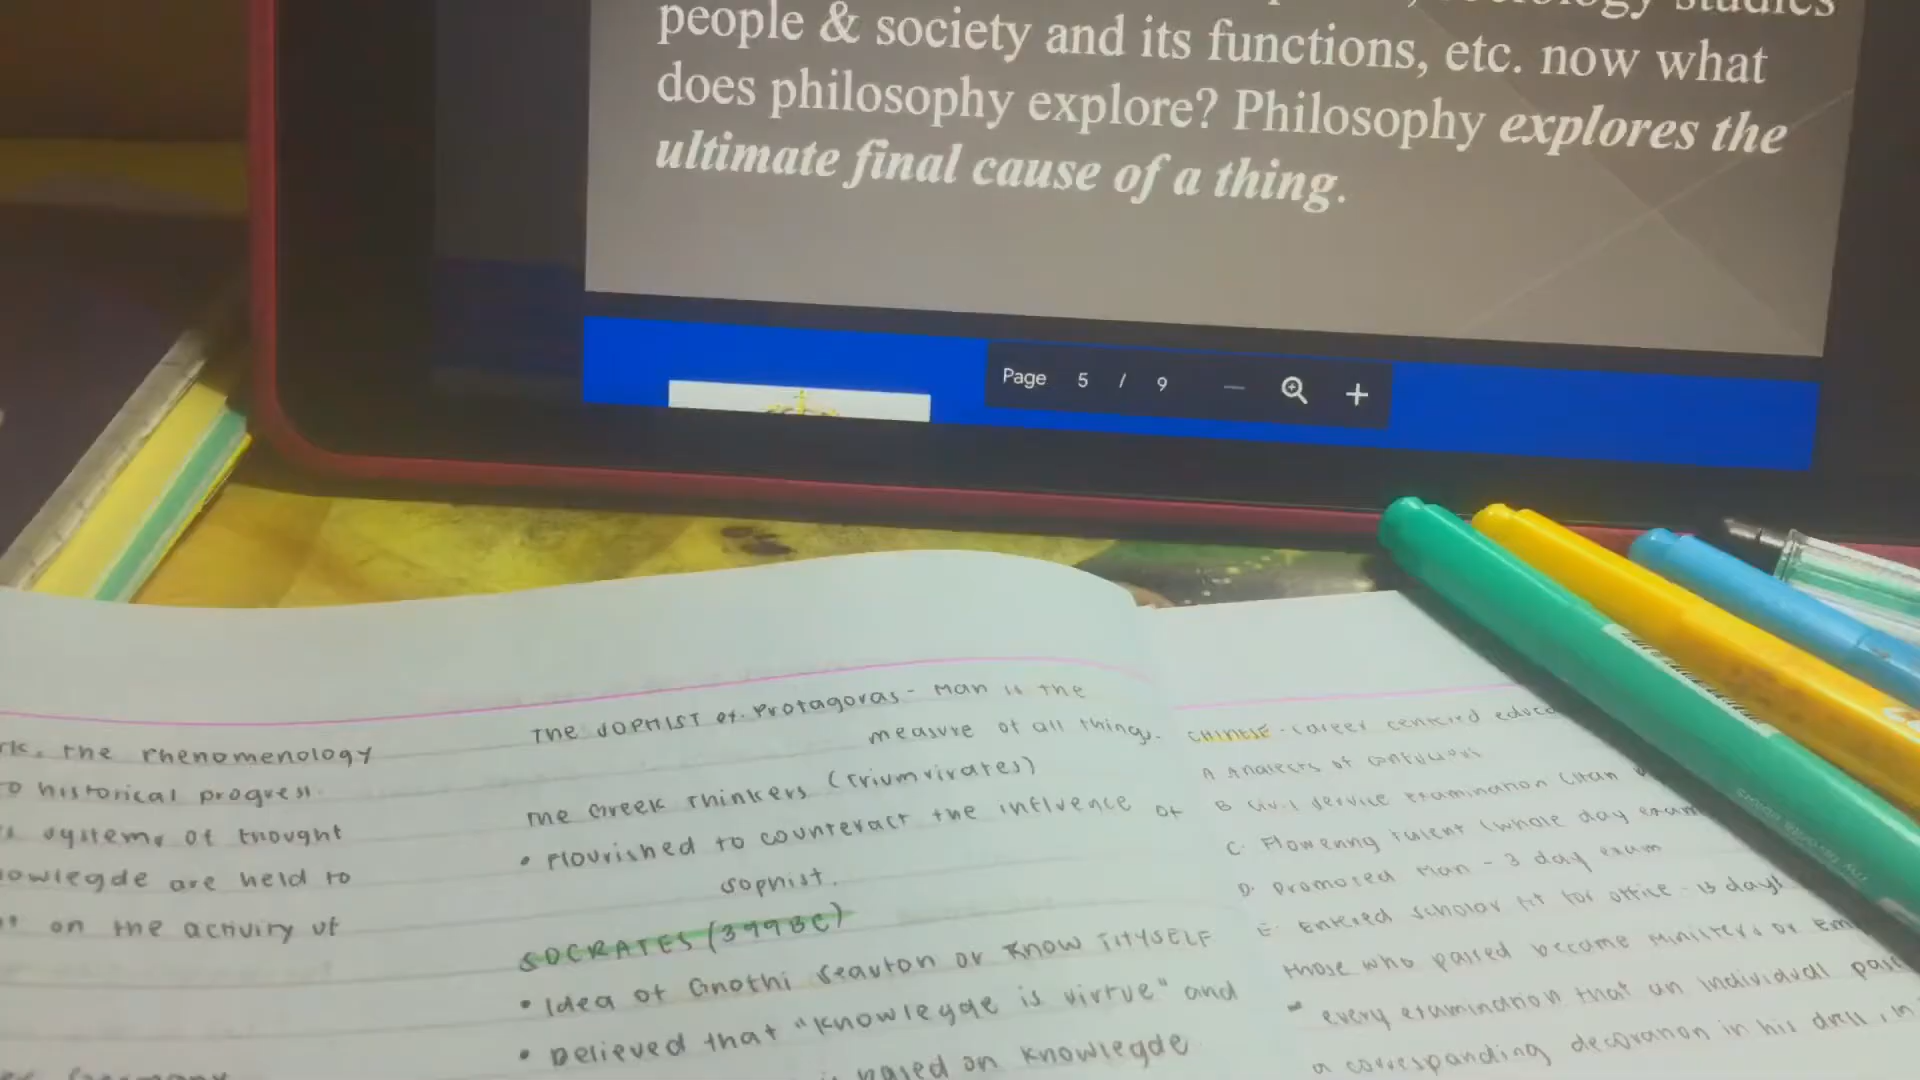 people & society and its functions, etc. now what
does philosophy explore? Philosophy explores the
ultimate final cause of a thing.
Page 5 / 9
the Phenomenology
historical progress
systems of thought
are held to
on the activity of
THE SOPHIST of Protagoras - Man is the
measure of all things.
The Greek Thinkers (Triumvirates)
• Flourished to counteract the influence of
sophist.
SOCRATES (399BC)
• Idea of Gnothi Seauton or KNOW THYSELF
• Believed that "Knowlegde is virtue" and
based on Knowlegde
CHINESE - career centered
A Analects of Confucius
B Civil Service Examination
C. Flowering Talent (whole day exam
D. Promoted Man - 3 day exam
E. Entered Scholar fit for office - 13 days
Those who passed became Ministers or
every examination that an individual
a corresponding decoration in his dress, in